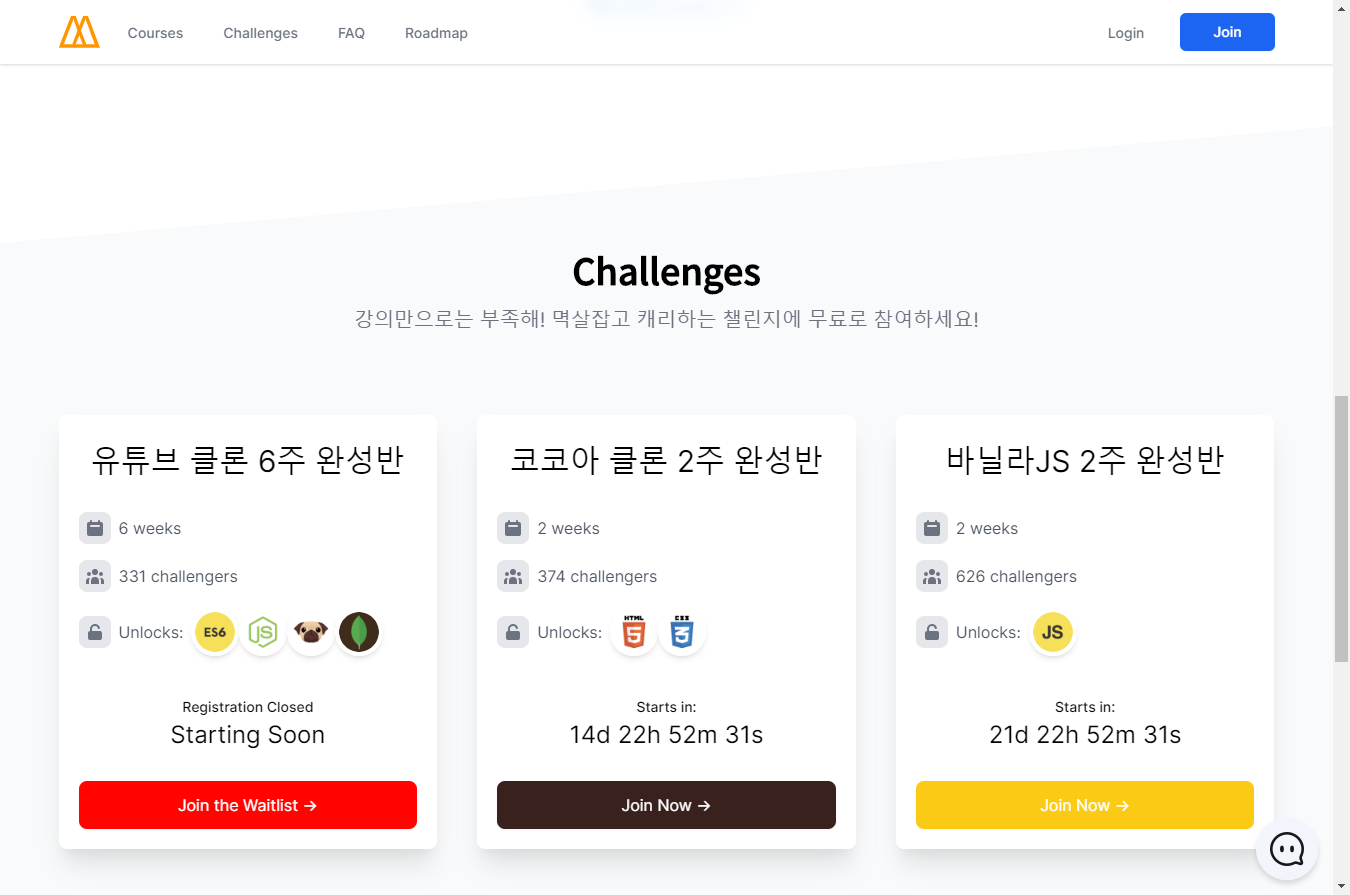 Courses Challenges FAQ Roadmap Login Join
Challenges
강의만으로는 부족해! 멱살잡고 캐리하는 챌린지에 무료로 참여하세요!
유튜브 클론 6주 완성반
6 weeks
331 challengers
Unlocks: ES6 JS
Registration Closed
Starting Soon
Join the Waitlist →
코코아 클론 2주 완성반
2 weeks
374 challengers
Unlocks: HTML 5 CSS 3
Starts in:
14d 22h 52m 31s
Join Now →
바닐라JS 2주 완성반
2 weeks
626 challengers
Unlocks: JS
Starts in:
21d 22h 52m 31s
Join Now →